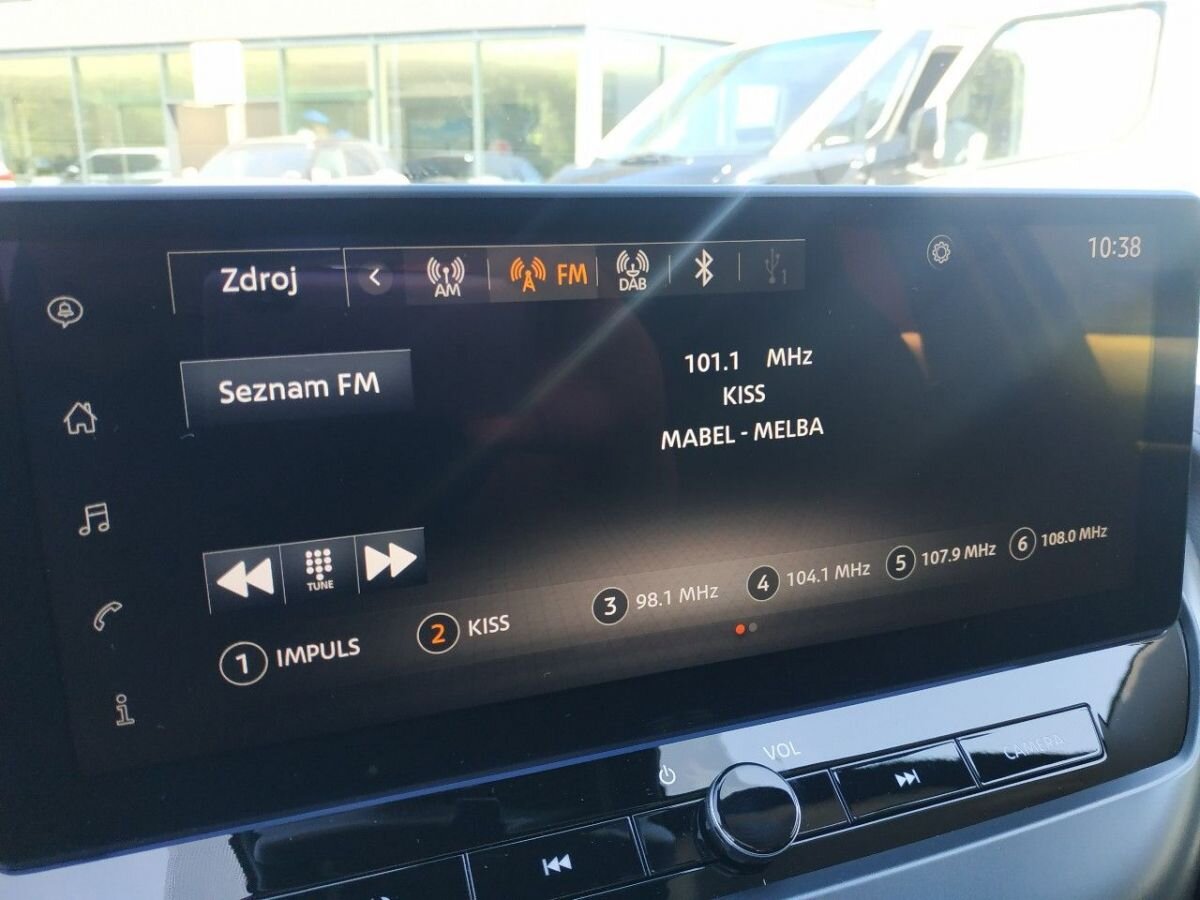 Zdroj
AM
FM
DAB
1
10:38
Seznam FM
101.1 MHz
KISS
MABEL - MELBA
TUNE
1 IMPULS
2 KISS
3 98.1 MHz
4 104.1 MHz
5 107.9 MHz
6 108.0 MHz
VOL
CAMERA